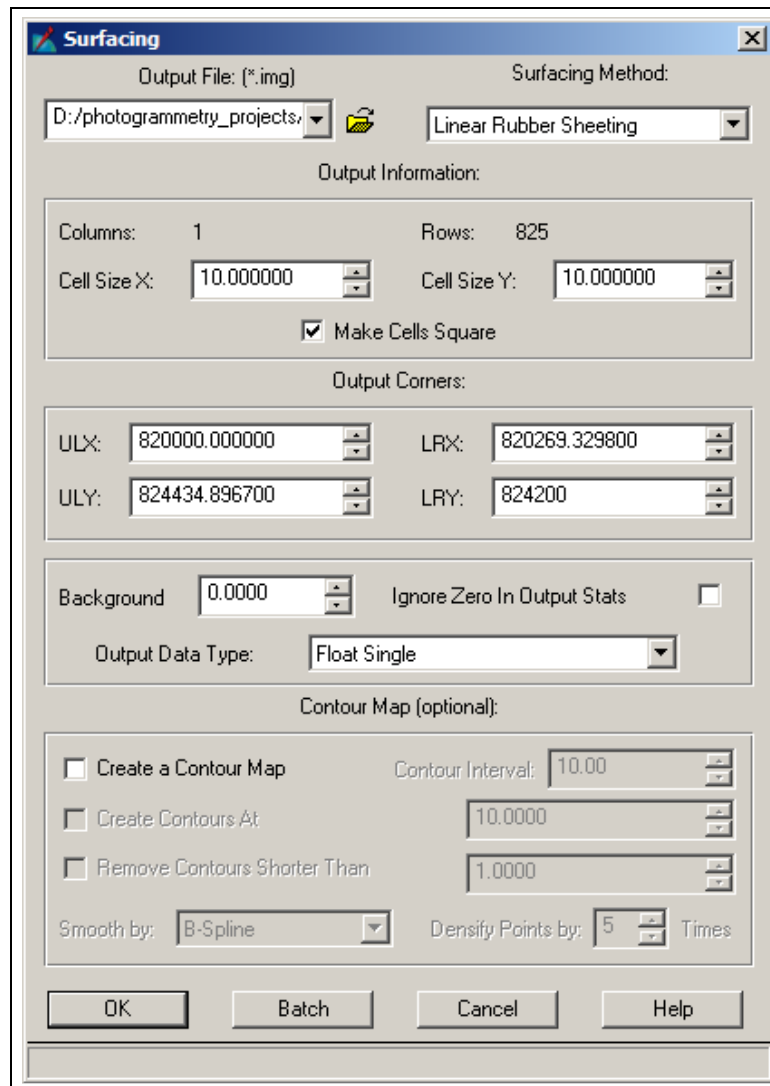 Surfacing
Output File: (*.img)
Surfacing Method:
D:/photogrammetry_projects/
Linear Rubber Sheeting
Output Information:
Columns: 1 Rows: 825
Cell Size X: 10.000000 Cell Size Y: 10.000000
Make Cells Square
Output Corners:
ULX: 820000.000000 LRX: 820269.329800
ULY: 824434.896700 LRY: 824200
Background 0.0000 Ignore Zero In Output Stats
Output Data Type: Float Single
Contour Map (optional):
Create a Contour Map Contour Interval: 10.00
Create Contours At 10.0000
Remove Contours Shorter Than 1.0000
Smooth by: B-Spline Densify Points by: 5 Times
OK Batch Cancel Help